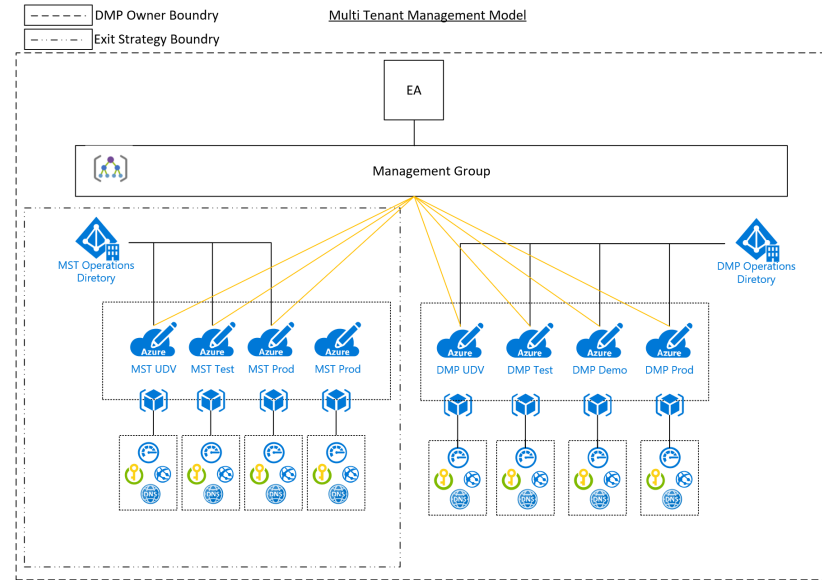 DMP Owner Boundry
Multi Tenant Management Model
Exit Strategy Boundry
EA
Management Group
MST Operations
Diretory
DMP Operations
Diretory
Azure
Azure
Azure
Azure
MST UDV
MST Test
MST Prod
MST Prod
Azure
Azure
Azure
Azure
DMP UDV
DMP Test
DMP Demo
DMP Prod
DNS
DNS
DNS
DNS
DNS
DNS
DNS
DNS